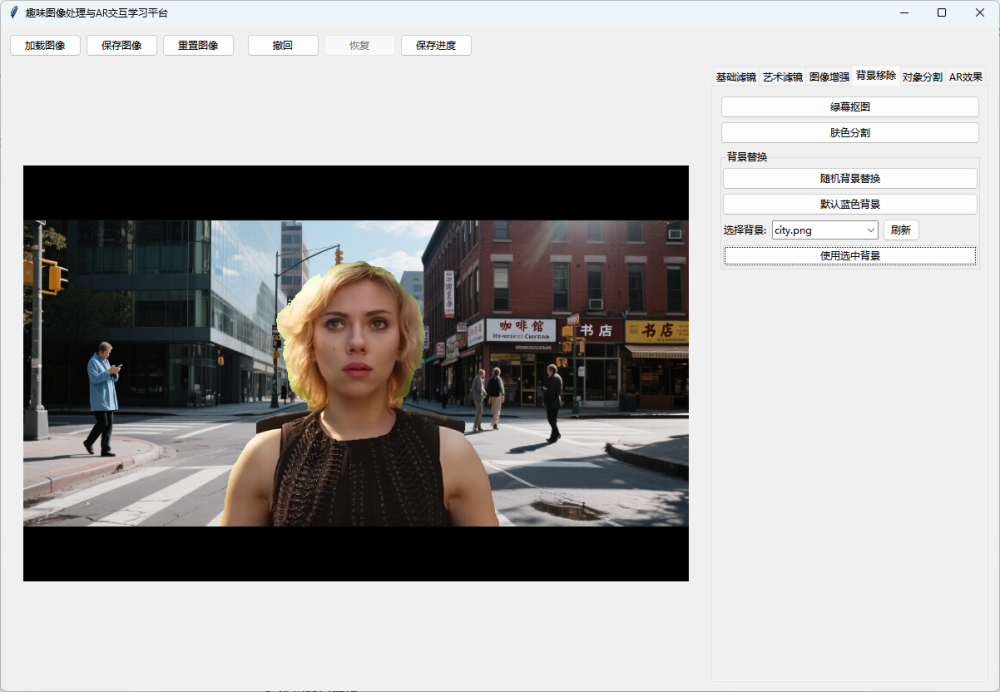 趣味图像处理与AR交互学习平台
加载图像 保存图像 重置图像 撤回 恢复 保存进度
基础滤镜 艺术滤镜 图像增强 背景移除 对象分割 AR效果
绿幕抠图
肤色分割
背景替换
随机背景替换
默认蓝色背景
选择背景: city.png 刷新
使用选中背景
咖啡馆 书店 书店